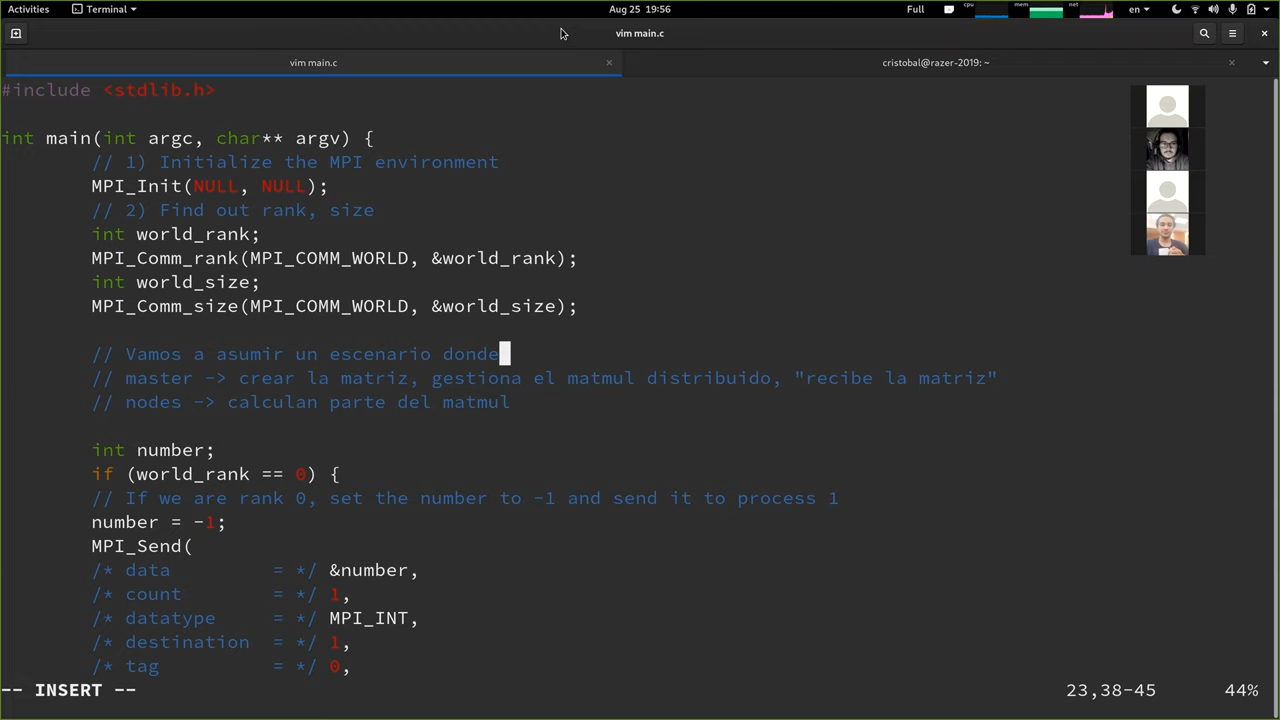 Activities Terminal Aug 25 19:56 Full cpu mem net en
vim main.c
vim main.c cristobal@razer-2019: ~
#include <stdlib.h>
int main(int argc, char** argv) {
// 1) Initialize the MPI environment
MPI_Init(NULL, NULL);
// 2) Find out rank, size
int world_rank;
MPI_Comm_rank(MPI_COMM_WORLD, &world_rank);
int world_size;
MPI_Comm_size(MPI_COMM_WORLD, &world_size);
// Vamos a asumir un escenario donde
// master -> crear la matriz, gestiona el matmul distribuido, "recibe la matriz"
// nodes -> calculan parte del matmul
int number;
if (world_rank == 0) {
// If we are rank 0, set the number to -1 and send it to process 1
number = -1;
MPI_Send(
/* data = */ &number,
/* count = */ 1,
/* datatype = */ MPI_INT,
/* destination = */ 1,
/* tag = */ 0,
-- INSERT -- 23,38-45 44%